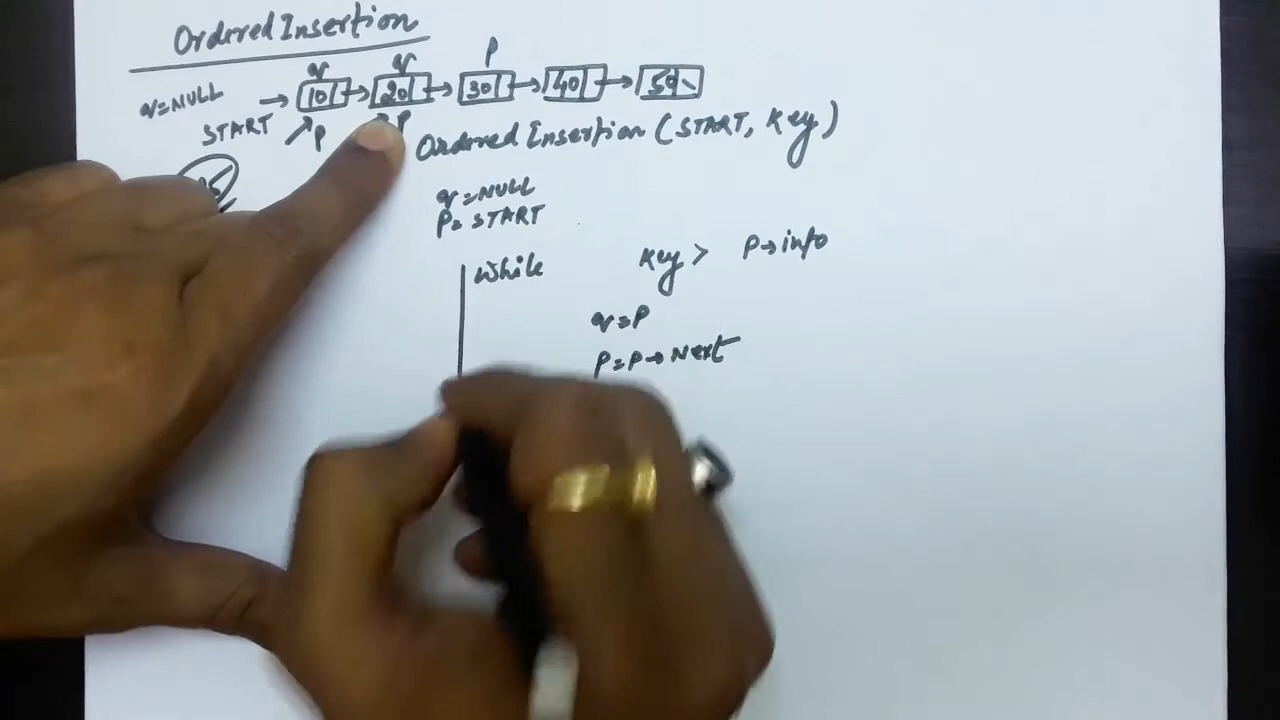 Ordered Insertion
q q P
q=NULL → 10 → 20 → 30 → 40 → 50
START P P
Ordered Insertion (START, Key)
q=NULL
P=START
While Key > P→info
q=P
P=P→Next